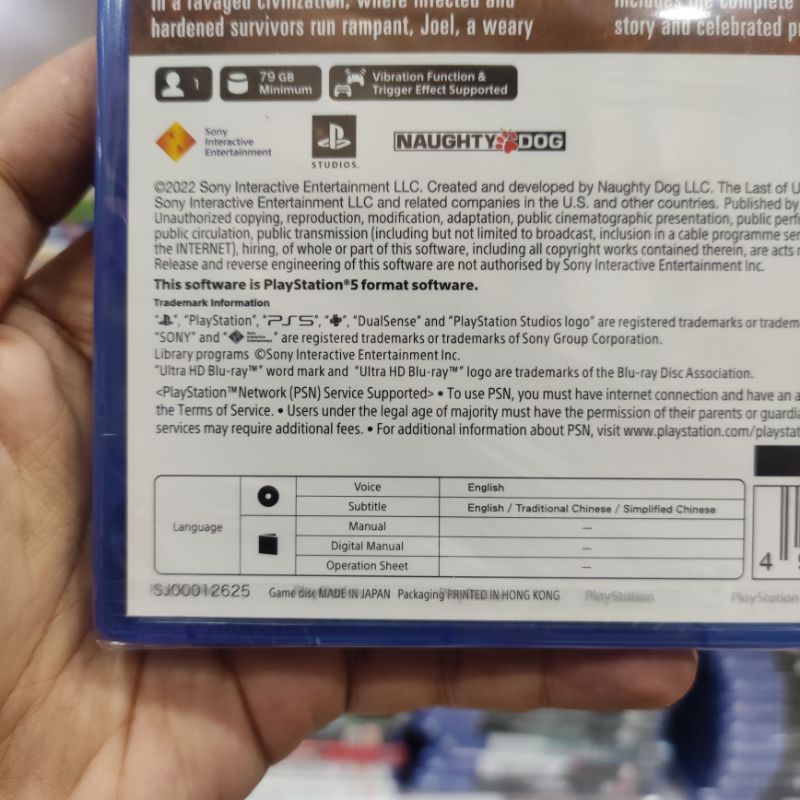 in a ravaged civilization, where infected and
hardened survivors run rampant, Joel, a weary
Includes the complete
story and celebrated
1
79 GB
Minimum
Vibration Function &
Trigger Effect Supported
Sony
Interactive
Entertainment
STUDIOS
NAUGHTY DOG
©2022 Sony Interactive Entertainment LLC. Created and developed by Naughty Dog LLC. The Last of U
Sony Interactive Entertainment LLC and related companies in the U.S. and other countries. Published by
Unauthorized copying, reproduction, modification, adaptation, public cinematographic presentation, public perfo
public circulation, public transmission (including but not limited to broadcast, inclusion in a cable programme ser
the INTERNET), hiring, of whole or part of this software, including all copyright works contained therein, are acts
Release and reverse engineering of this software are not authorised by Sony Interactive Entertainment Inc.
This software is PlayStation®5 format software.
Trademark Information
" ", "PlayStation", "PS5", " ", "DualSense" and "PlayStation Studios logo" are registered trademarks or tradem
"SONY" and " " are registered trademarks or trademarks of Sony Group Corporation.
Library programs ©Sony Interactive Entertainment Inc.
"Ultra HD Blu-ray™" word mark and "Ultra HD Blu-ray™" logo are trademarks of the Blu-ray Disc Association.
<PlayStation™Network (PSN) Service Supported> • To use PSN, you must have internet connection and have an a
the Terms of Service. • Users under the legal age of majority must have the permission of their parents or guardia
services may require additional fees. • For additional information about PSN, visit www.playstation.com/playstat
Language
Voice English
Subtitle English / Traditional Chinese / Simplified Chinese
Manual —
Digital Manual —
Operation Sheet —
4
SJ00012625 Game disc MADE IN JAPAN Packaging PRINTED IN HONG KONG PlayStation PlayStation